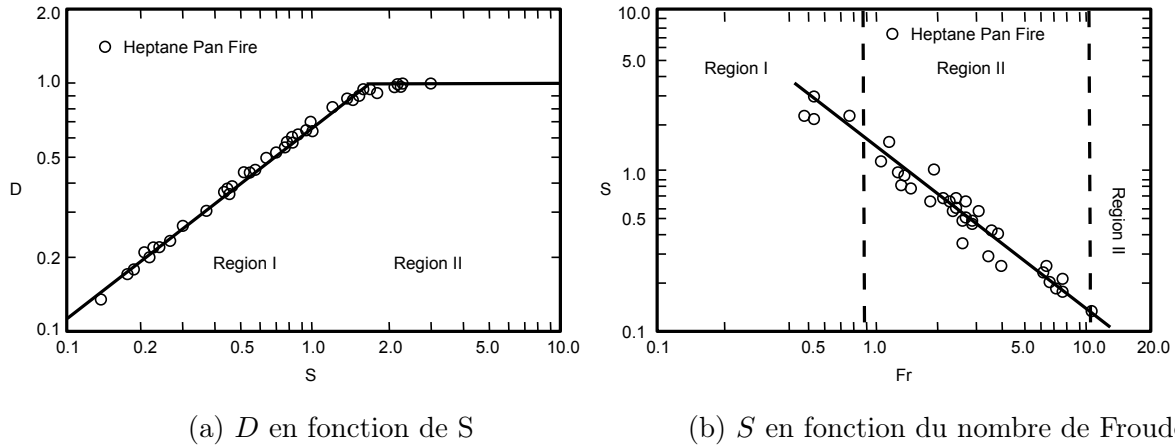 2.0
Heptane Pan Fire
1.0
0.5
D
Region I
Region II
0.2
0.1
0.1 0.2 0.5 1.0 2.0 5.0 10.0
S
(a) D en fonction de S
10.0
Heptane Pan Fire
Region I
Region II
5.0
S
1.0
0.5
Region II
0.1
0.1 0.5 1.0 5.0 10.0 20.0
Fr
(b) S en fonction du nombre de Froud